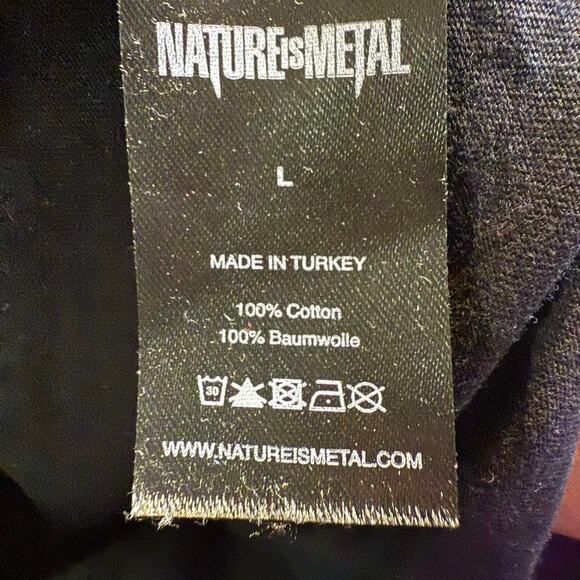 NATUREISMETAL
L
MADE IN TURKEY
100% Cotton
100% Baumwolle
30
WWW.NATUREISMETAL.COM